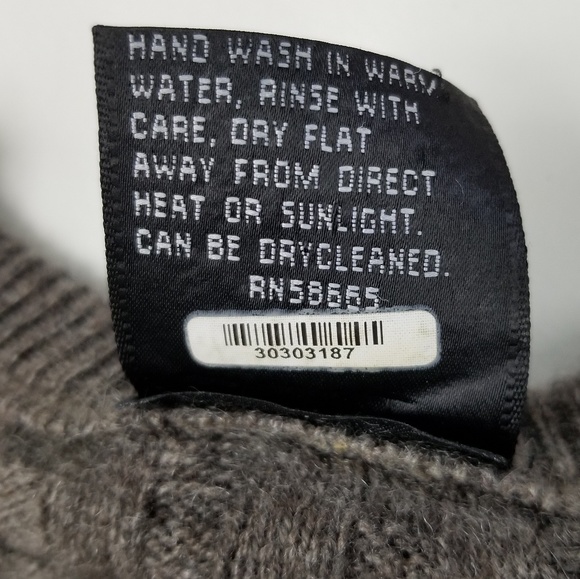 HAND WASH IN WARM
WATER, RINSE WITH
CARE, DRY FLAT
AWAY FROM DIRECT
HEAT OR SUNLIGHT.
CAN BE DRYCLEANED.
RN58665
30303187